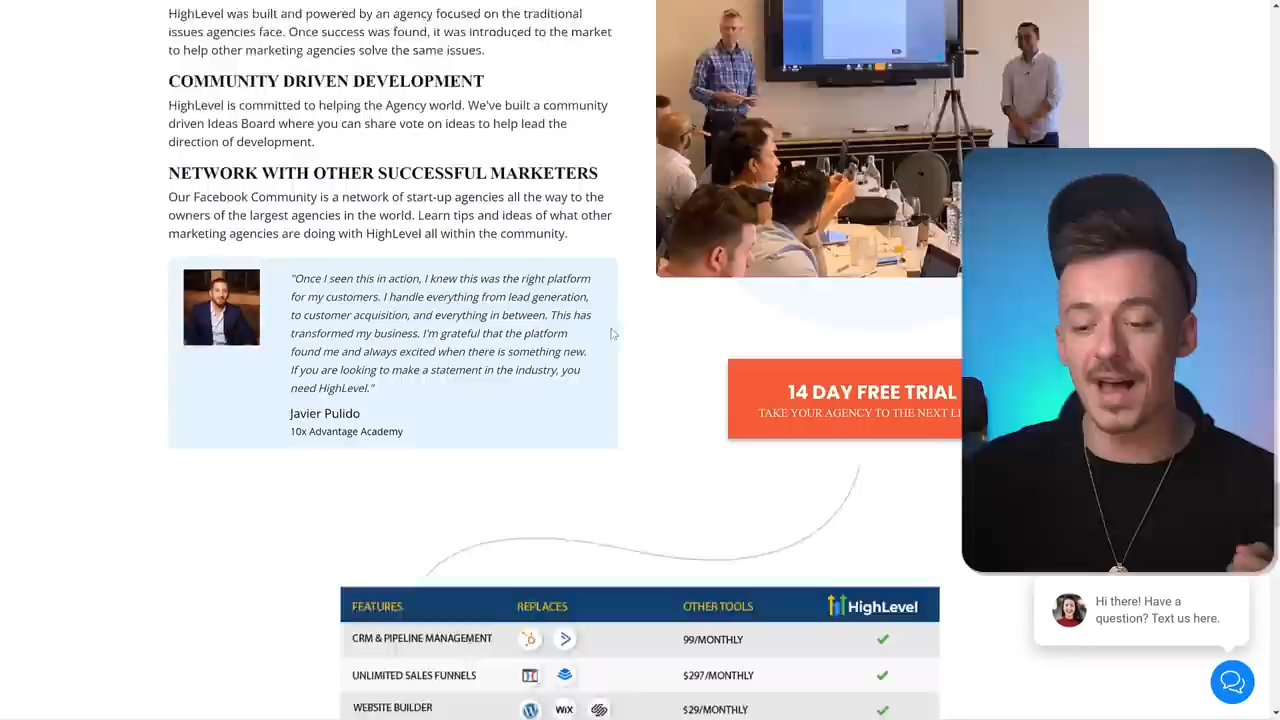 HighLevel was built and powered by an agency focused on the traditional
issues agencies face. Once success was found, it was introduced to the market
to help other marketing agencies solve the same issues.
COMMUNITY DRIVEN DEVELOPMENT
HighLevel is committed to helping the Agency world. We've built a community
driven Ideas Board where you can share vote on ideas to help lead the
direction of development.
NETWORK WITH OTHER SUCCESSFUL MARKETERS
Our Facebook Community is a network of start-up agencies all the way to the
owners of the largest agencies in the world. Learn tips and ideas of what other
marketing agencies are doing with HighLevel all within the community.
"Once I seen this in action, I knew this was the right platform
for my customers. I handle everything from lead generation,
to customer acquisition, and everything in between. This has
transformed my business. I'm grateful that the platform
found me and always excited when there is something new.
If you are looking to make a statement in the industry, you
need HighLevel."
Javier Pulido
10x Advantage Academy
14 DAY FREE TRIAL
TAKE YOUR AGENCY TO THE NEXT
FEATURES REPLACES OTHER TOOLS HighLevel
CRM & PIPELINE MANAGEMENT 99/MONTHLY
UNLIMITED SALES FUNNELS $297/MONTHLY
WEBSITE BUILDER WIX $29/MONTHLY
Hi there! Have a
question? Text us here.